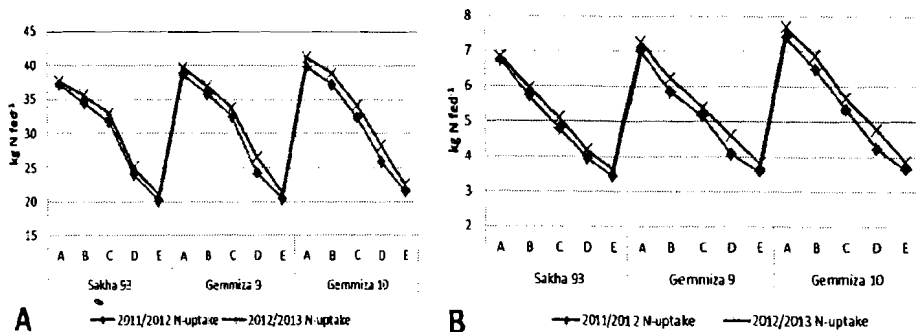 45
40
35
30
25
20
15
kg N fed⁻¹
A B C D E A B C D E A B C D E
Sakha 93 Gemmiza 9 Gemmiza 10
A
2011/2012 N-uptake 2012/2013 N-uptake
8
7
6
5
4
3
2
kg N fed⁻¹
A B C D E A B C D E A B C D E
Sakha 93 Gemmiza 9 Gemmiza 10
B
2011/2012 N-uptake 2012/2013 N-uptake